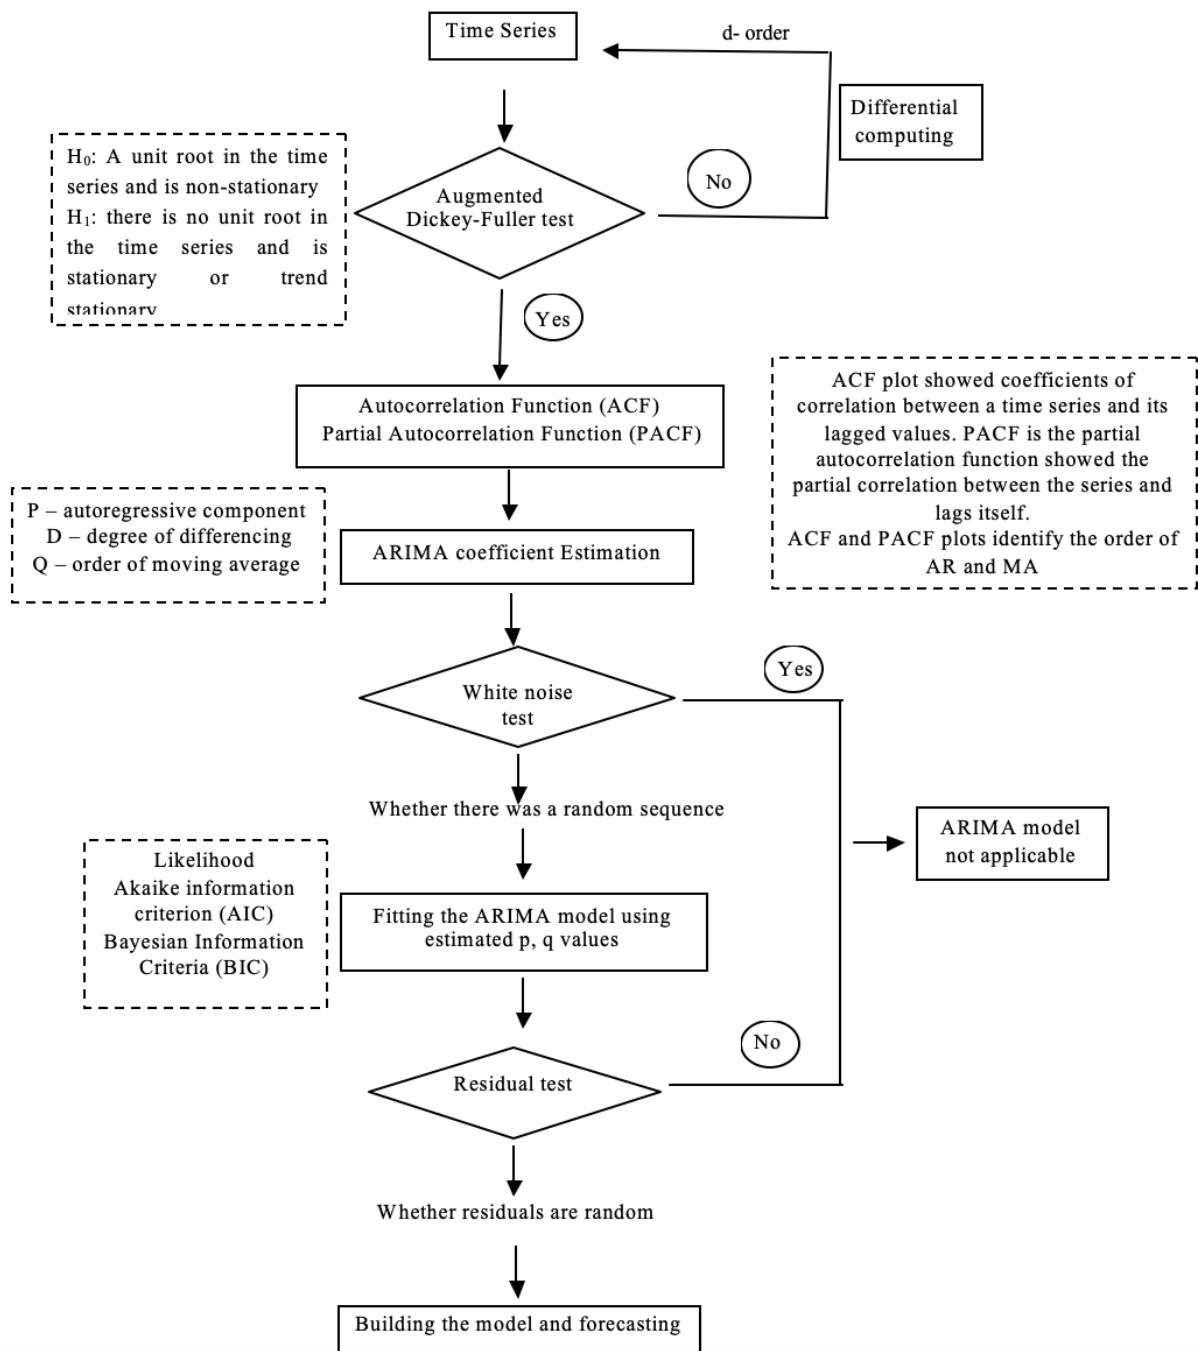 Time Series
d- order
Differential
computing
H₀: A unit root in the time
series and is non-stationary
H₁: there is no unit root in
the time series and is
stationary or trend
stationary
Augmented
Dickey-Fuller test
No
Yes
Autocorrelation Function (ACF)
Partial Autocorrelation Function (PACF)
ACF plot showed coefficients of
correlation between a time series and its
lagged values. PACF is the partial
autocorrelation function showed the
partial correlation between the series and
lags itself.
ACF and PACF plots identify the order of
AR and MA
P – autoregressive component
D – degree of differencing
Q – order of moving average
ARIMA coefficient Estimation
White noise
test
Yes
Whether there was a random sequence
ARIMA model
not applicable
Likelihood
Akaike information
criterion (AIC)
Bayesian Information
Criteria (BIC)
Fitting the ARIMA model using
estimated p, q values
No
Residual test
Whether residuals are random
Building the model and forecasting